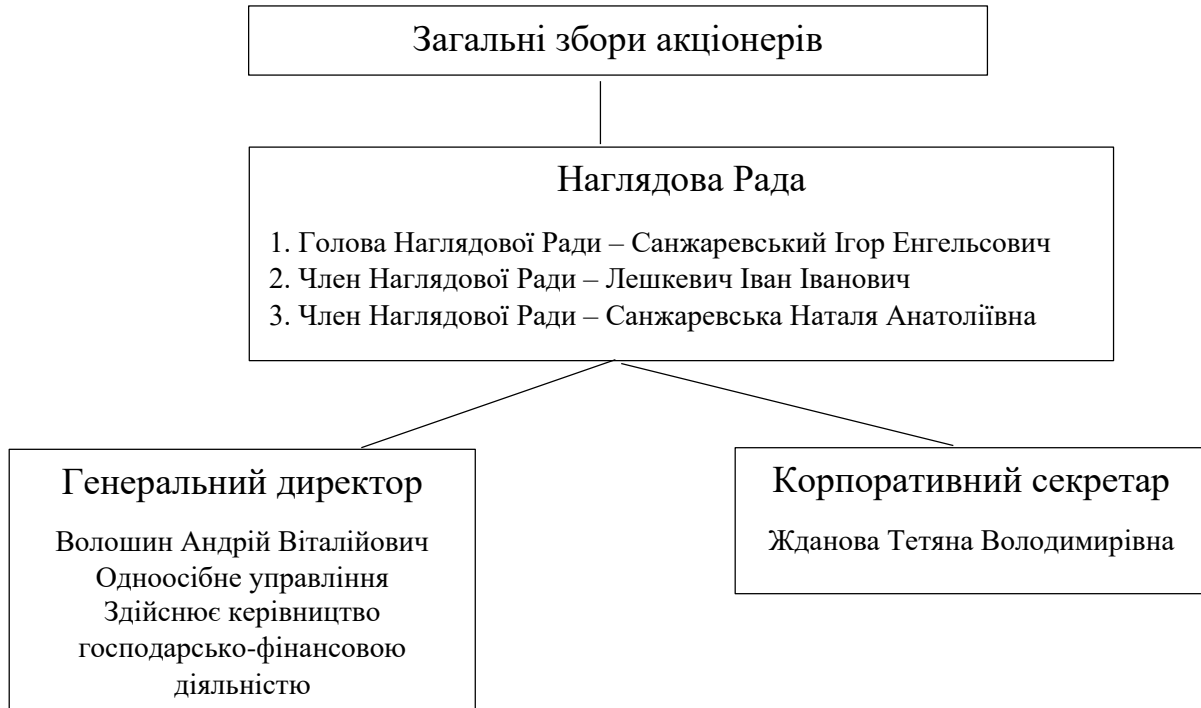 Загальні збори акціонерів
Наглядова Рада
1. Голова Наглядової Ради – Санжаревський Ігор Енгельсович
2. Член Наглядової Ради – Лешкевич Іван Іванович
3. Член Наглядової Ради – Санжаревська Наталя Анатоліївна
Генеральний директор
Волошин Андрій Віталійович
Одноосібне управління
Здійснює керівництво
господарсько-фінансовою
діяльністю
Корпоративний секретар
Жданова Тетяна Володимирівна